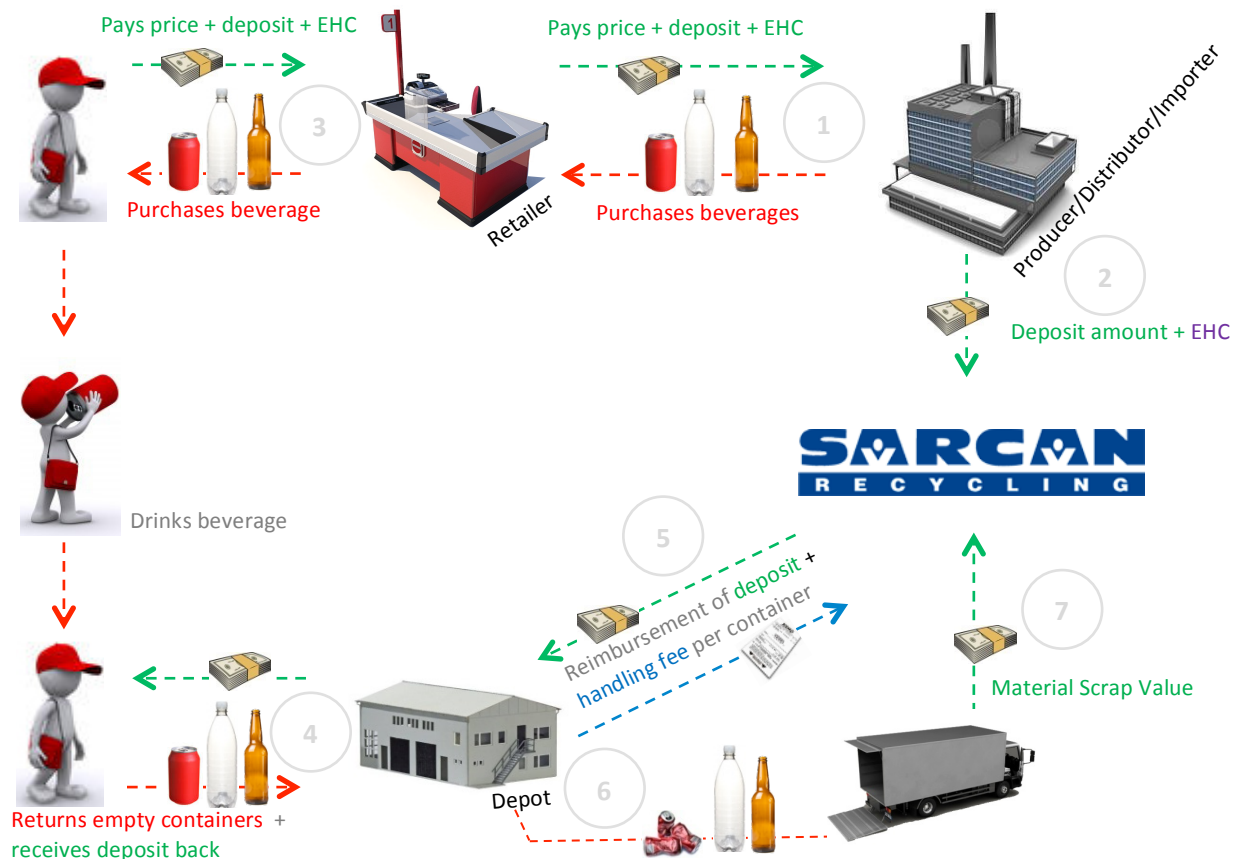 Pays price + deposit + EHC
Pays price + deposit + EHC
1
3
1
Purchases beverage
Retailer
Purchases beverages
Producer/Distributor/Importer
2
Deposit amount + EHC
SARCAN
RECYCLING
Drinks beverage
5
Reimbursement of deposit +
handling fee per container
7
Material Scrap Value
4
6
Depot
Returns empty containers +
receives deposit back